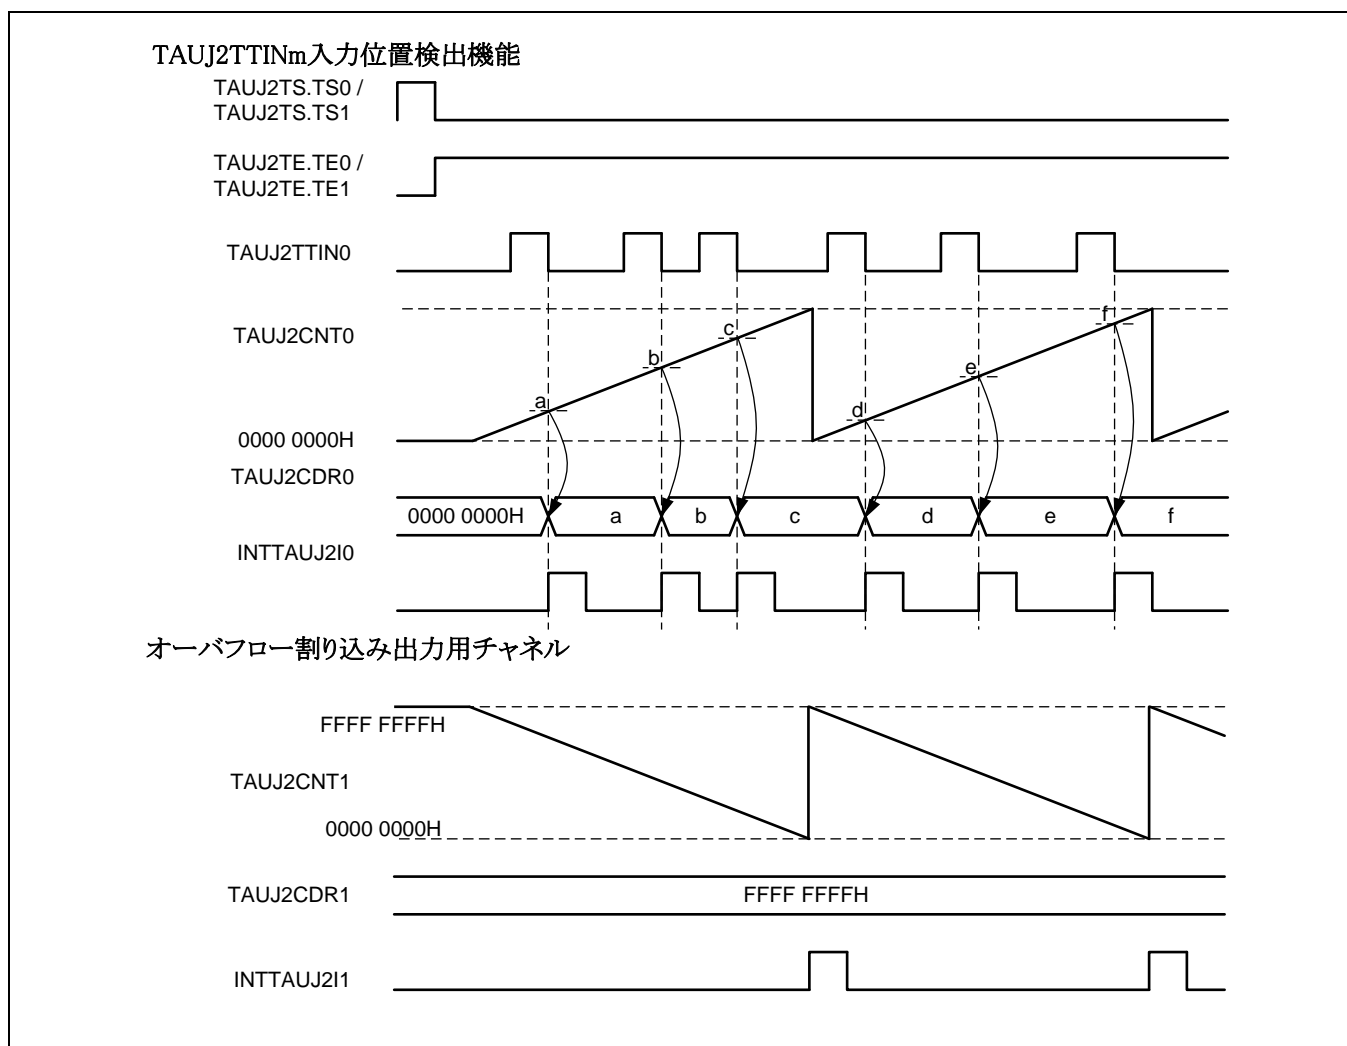 TAUJ2TTINm入力位置検出機能
TAUJ2TS.TS0 /
TAUJ2TS.TS1
TAUJ2TE.TE0 /
TAUJ2TE.TE1
TAUJ2TTIN0
TAUJ2CNT0
a
b
c
d
e
f
0000 0000H
TAUJ2CDR0
0000 0000H a b c d e f
INTTAUJ2I0
オーバフロー割り込み出力用チャネル
FFFF FFFFH
TAUJ2CNT1
0000 0000H
TAUJ2CDR1 FFFF FFFFH
INTTAUJ2I1